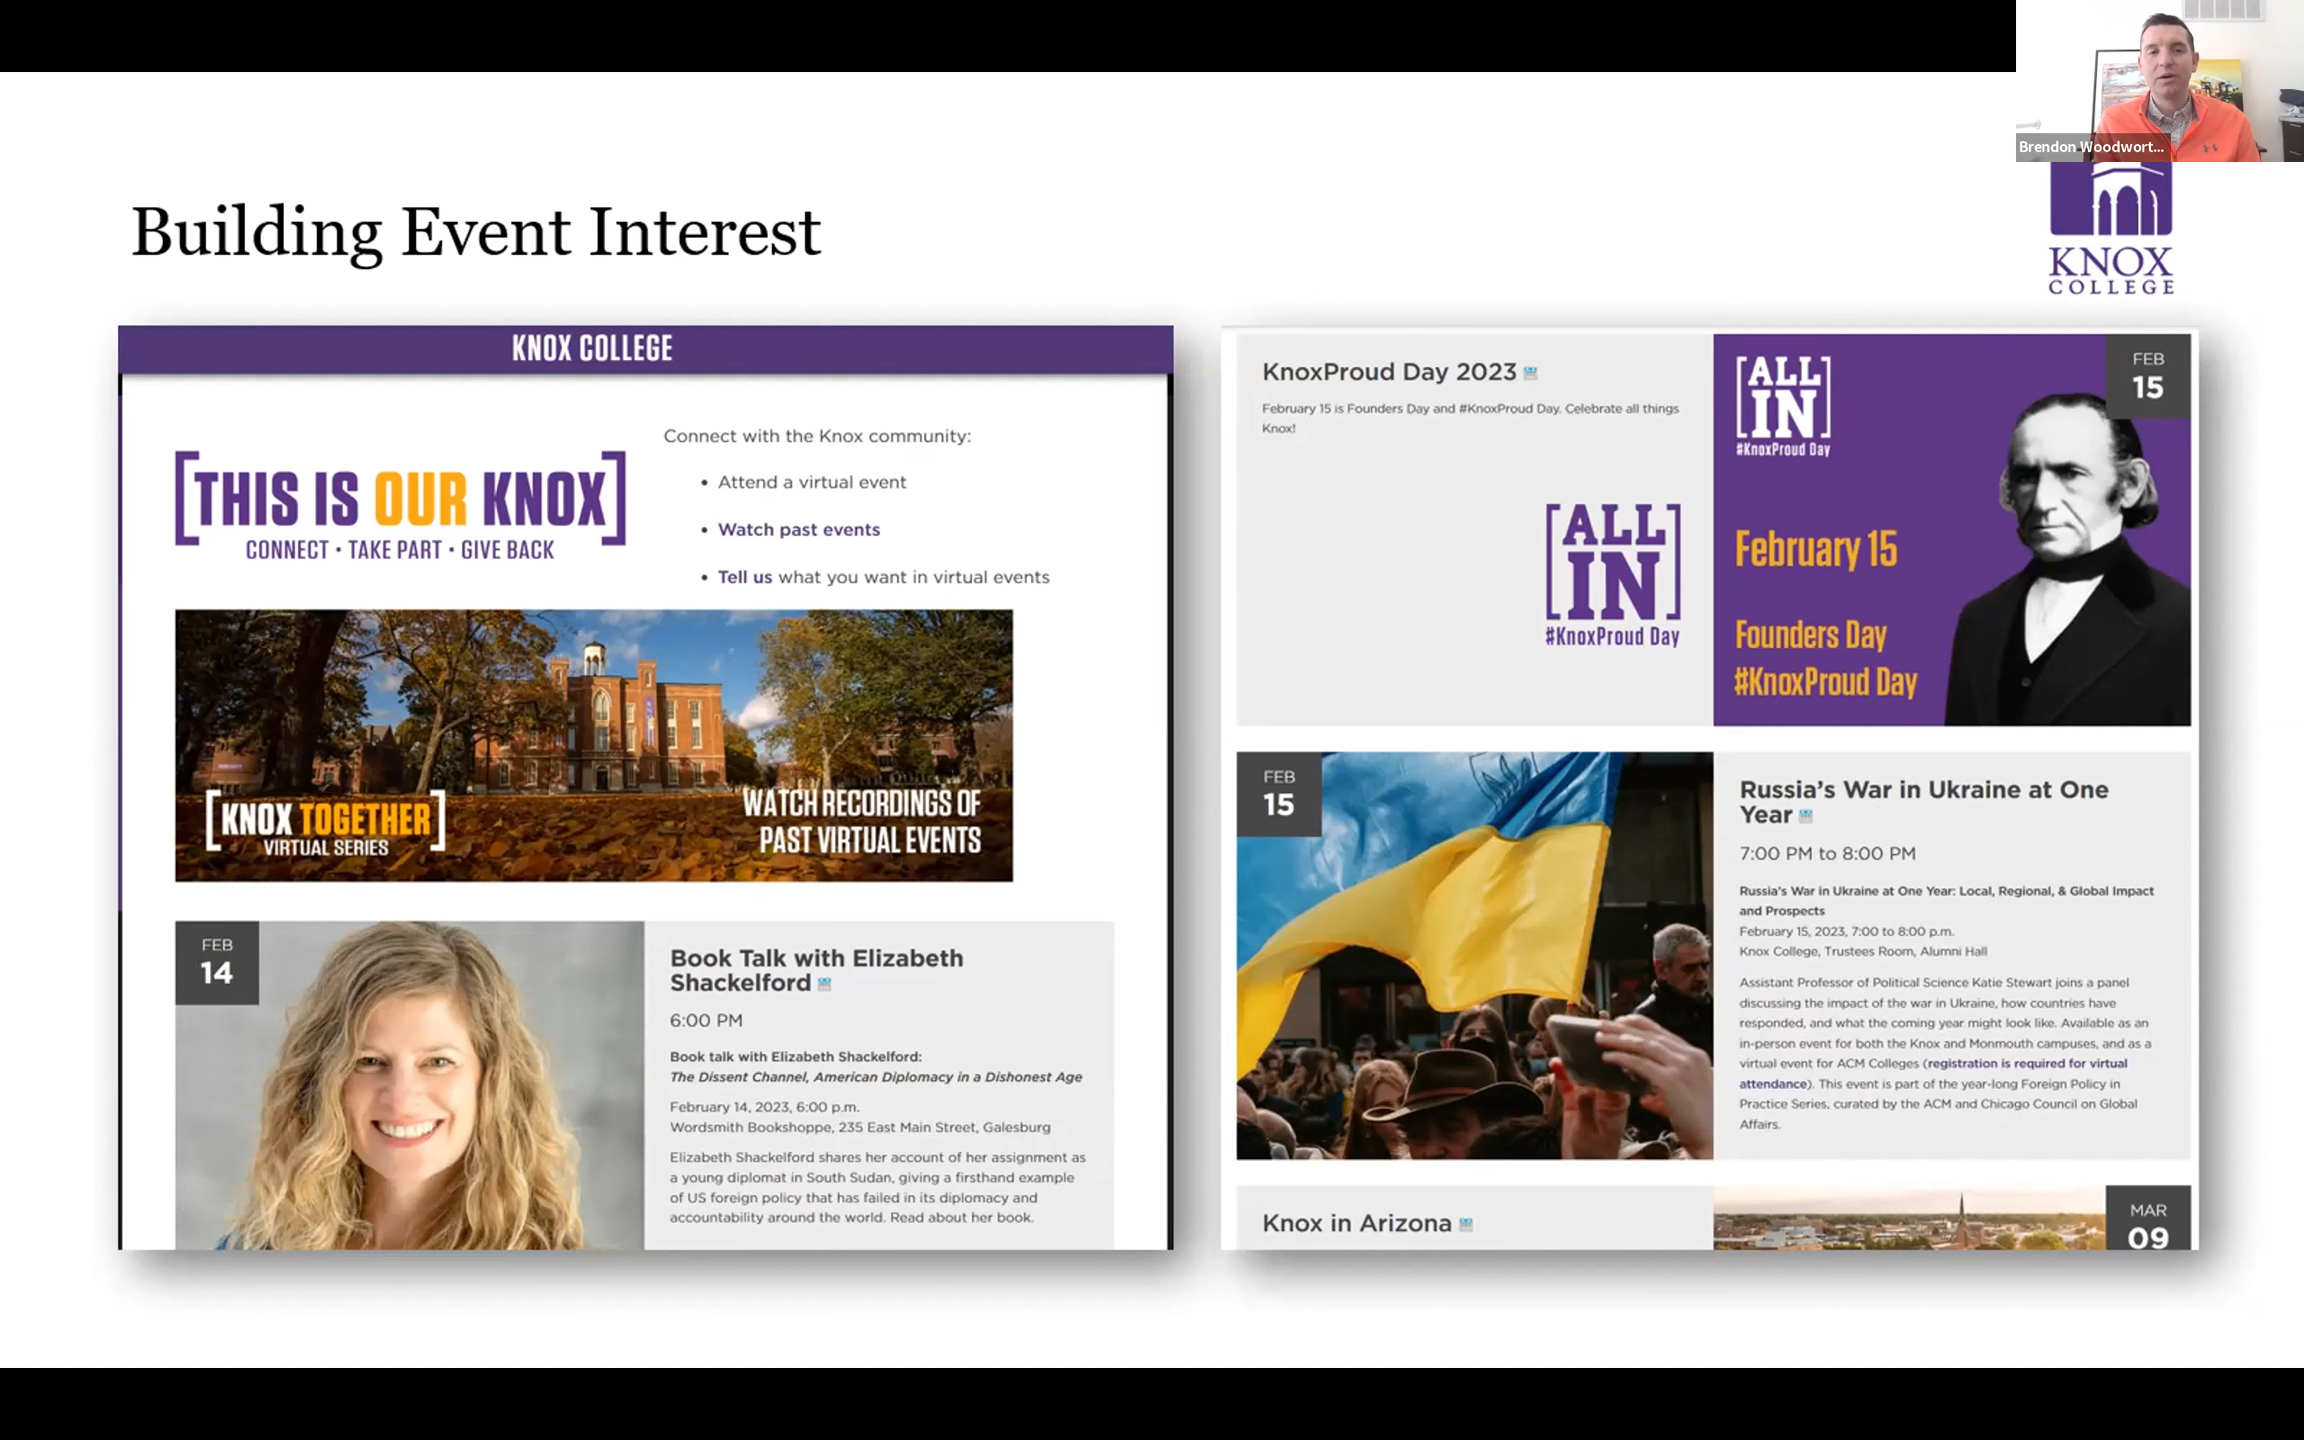 Brendon Woodwort...
Building Event Interest
KNOX
COLLEGE
KNOX COLLEGE
[THIS IS OUR KNOX]
CONNECT • TAKE PART • GIVE BACK
Connect with the Knox community:
• Attend a virtual event
• Watch past events
• Tell us what you want in virtual events
[KNOX TOGETHER]
VIRTUAL SERIES
WATCH RECORDINGS OF
PAST VIRTUAL EVENTS
FEB
14
Book Talk with Elizabeth
Shackelford
6:00 PM
Book talk with Elizabeth Shackelford:
The Dissent Channel, American Diplomacy in a Dishonest Age
February 14, 2023, 6:00 p.m.
Wordsmith Bookshoppe, 235 East Main Street, Galesburg
Elizabeth Shackelford shares her account of her assignment as
a young diplomat in South Sudan, giving a firsthand example
of US foreign policy that has failed in its diplomacy and
accountability around the world. Read about her book.
KnoxProud Day 2023
February 15 is Founders Day and #KnoxProud Day. Celebrate all things
Knox!
[ALL
IN]
#KnoxProud Day
[ALL
IN]
#KnoxProud Day
FEB
15
February 15
Founders Day
#KnoxProud Day
FEB
15
Russia's War in Ukraine at One
Year
7:00 PM to 8:00 PM
Russia's War in Ukraine at One Year: Local, Regional, & Global Impact
and Prospects
February 15, 2023, 7:00 to 8:00 p.m.
Knox College, Trustees Room, Alumni Hall
Assistant Professor of Political Science Katie Stewart joins a panel
discussing the impact of the war in Ukraine, how countries have
responded, and what the coming year might look like. Available as an
in-person event for both the Knox and Monmouth campuses, and as a
virtual event for ACM Colleges (registration is required for virtual
attendance). This event is part of the year-long Foreign Policy in
Practice Series, curated by the ACM and Chicago Council on Global
Affairs.
Knox in Arizona
MAR
09